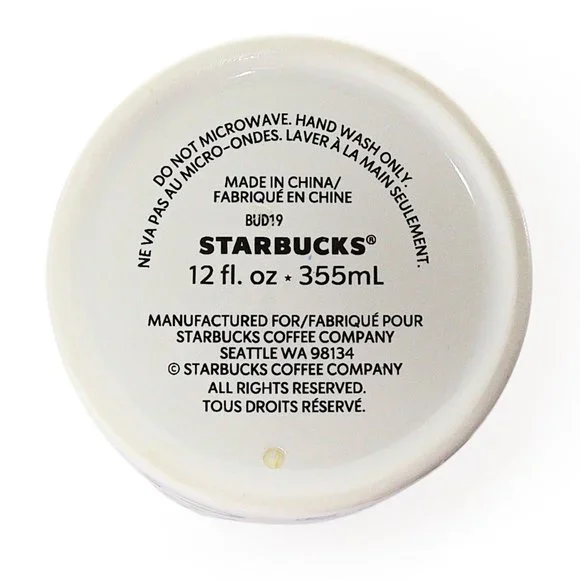 DO NOT MICROWAVE. HAND WASH ONLY.
NE VA PAS AU MICRO-ONDES. LAVER À LA MAIN SEULEMENT.
MADE IN CHINA/
FABRIQUÉ EN CHINE
BUD19
STARBUCKS®
12 fl. oz ⋆ 355mL
MANUFACTURED FOR/FABRIQUÉ POUR
STARBUCKS COFFEE COMPANY
SEATTLE WA 98134
© STARBUCKS COFFEE COMPANY
ALL RIGHTS RESERVED.
TOUS DROITS RÉSERVÉ.